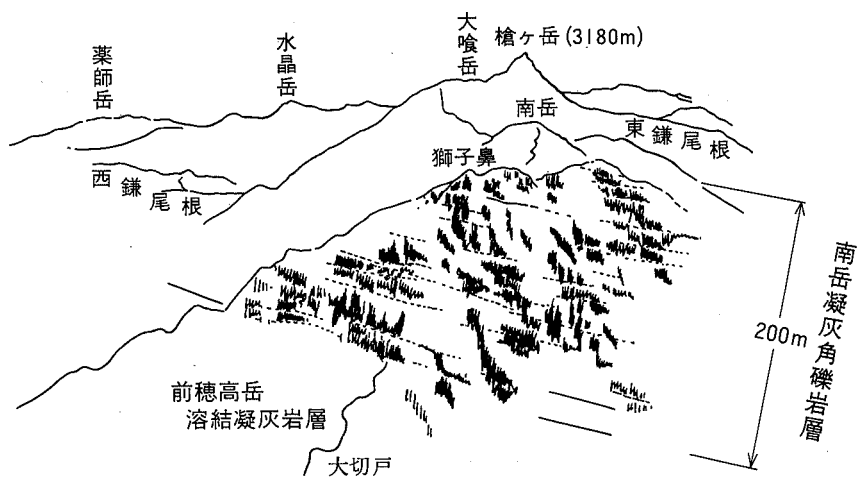 薬師岳
水晶岳
大喰岳
槍ヶ岳(3180m)
南岳
東鎌尾根
獅子鼻
西鎌尾根
南岳凝灰角礫岩層
200m
前穂高岳
溶結凝灰岩層
大切戸